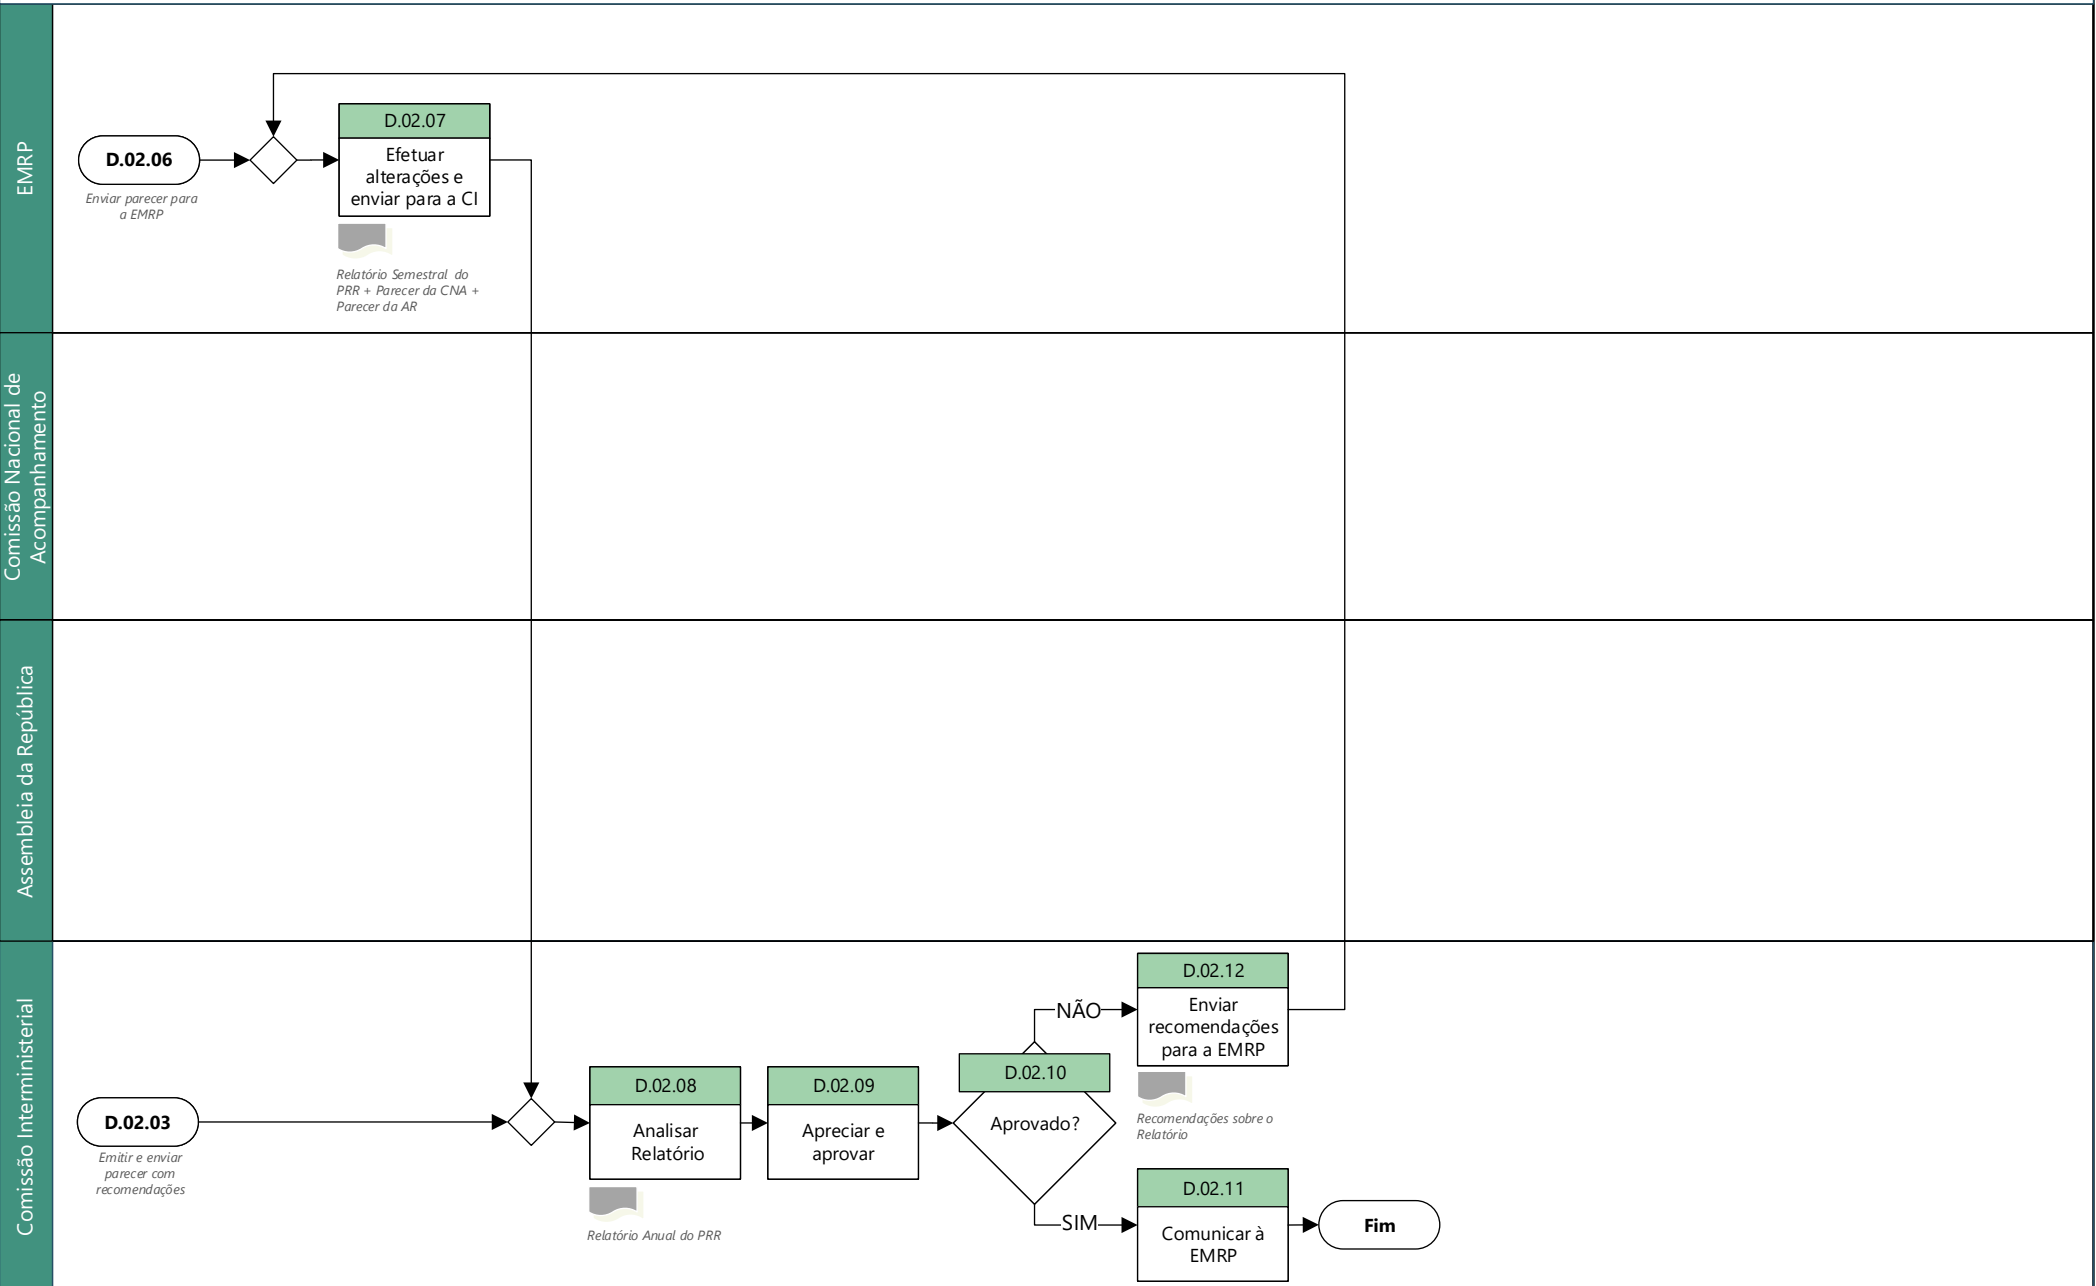 EMRP
D.02.06
Enviar parecer para
a EMRP
D.02.07
Efetuar
alterações e
enviar para a CI
Relatório Semestral do
PRR + Parecer da CNA +
Parecer da AR
Comissão Nacional de
Acompanhamento
Assembleia da República
Comissão Interministerial
D.02.03
Emitir e enviar
parecer com
recomendações
D.02.08
Analisar
Relatório
Relatório Anual do PRR
D.02.09
Apreciar e
aprovar
D.02.10
Aprovado?
NÃO
D.02.12
Enviar
recomendações
para a EMRP
Recomendações sobre o
Relatório
SIM
D.02.11
Comunicar à
EMRP
Fim